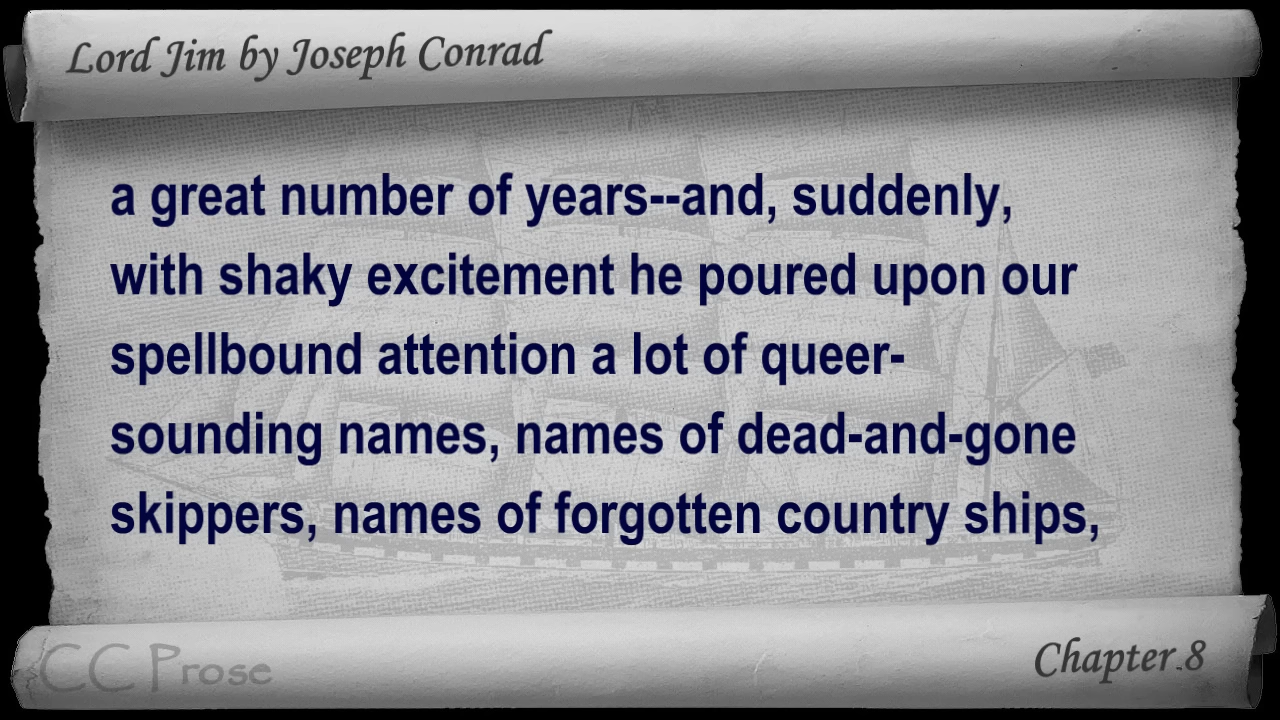 Lord Jim by Joseph Conrad
a great number of years--and, suddenly,
with shaky excitement he poured upon our
spellbound attention a lot of queer-
sounding names, names of dead-and-gone
skippers, names of forgotten country ships,
CC Prose
Chapter 8